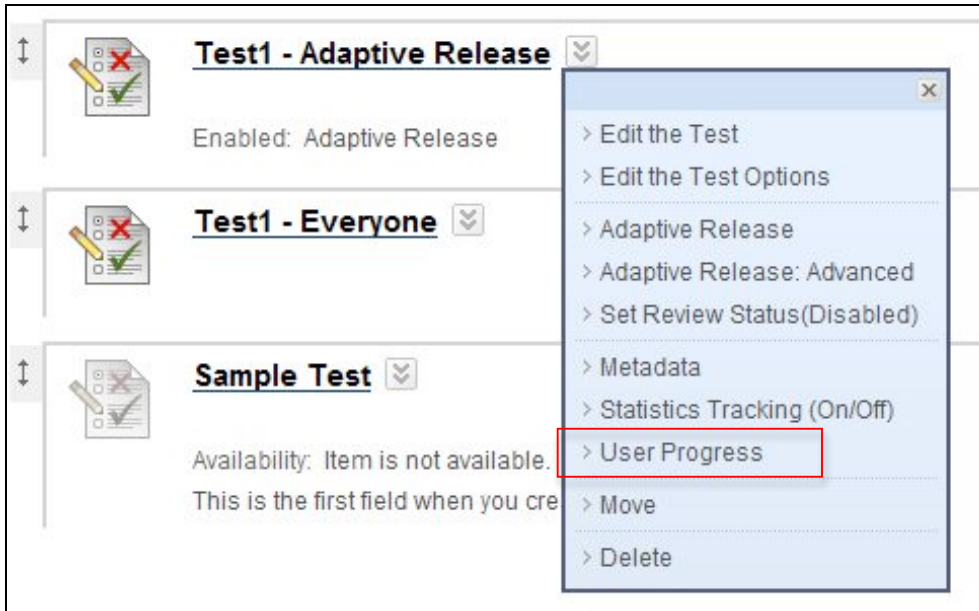 Test1 - Adaptive Release
Enabled: Adaptive Release
Test1 - Everyone
Sample Test
Availability: Item is not available.
This is the first field when you cre
Edit the Test
Edit the Test Options
Adaptive Release
Adaptive Release: Advanced
Set Review Status(Disabled)
Metadata
Statistics Tracking (On/Off)
User Progress
Move
Delete